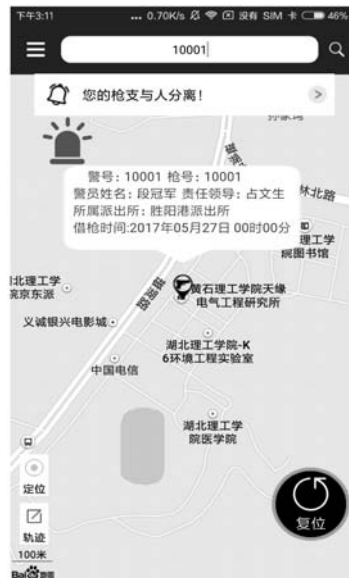 下午3:11 ... 0.70K/s 没有 SIM 卡 46%
10001
您的枪支与人分离！
警号：10001 枪号：10001
警员姓名：段冠军 责任领导：占文生
所属派出所：胜阳港派出所
借枪时间:2017年05月27日 00时00分
林北路
理工学
院图书馆
磁湖路
北理工学
院京东派
黄石理工学院天缘
电气工程研究所
义诚银兴电影城
湖北理工学院-K
6环境工程实验室
中国电信
湖北理工学
院医学院
定位
轨迹
复位
100米
Bai